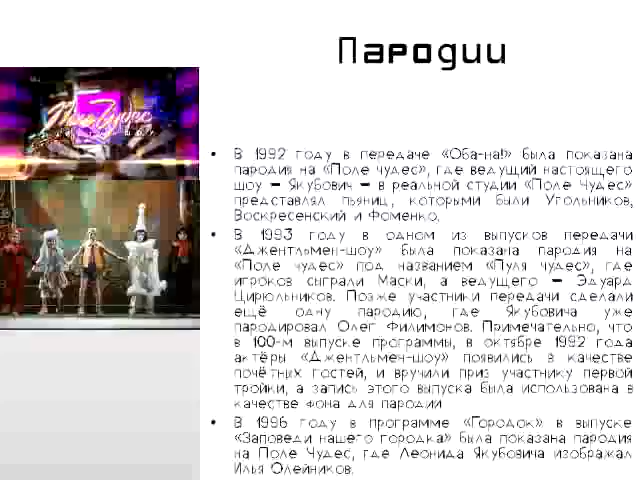 Пародии
Поле Чудес
• В 1992 году в передаче «Оба-на!» была показана
пародия на «Поле чудес», где ведущий настоящего
шоу – Якубович – в реальной студии «Поле Чудес»
представлял пьяниц, которыми были Угольников,
Воскресенский и Фоменко.
• В 1993 году в одном из выпусков передачи
«Джентльмен-шоу» была показана пародия на
«Поле чудес» под названием «Пуля чудес», где
игроков сыграли Маски, а ведущего – Эдуард
Цирюльников. Позже участники передачи сделали
ещё одну пародию, где Якубовича уже
пародировал Олег Филимонов. Примечательно, что
в 100-м выпуске программы, в октябре 1992 года
актёры «Джентльмен-шоу» появились в качестве
почётных гостей, и вручили приз участнику первой
тройки, а запись этого выпуска была использована в
качестве фона для пародии
• В 1996 году в программе «Городок» в выпуске
«Заповеди нашего городка» была показана пародия
на Поле Чудес, где Леонида Якубовича изображал
Илья Олейников.